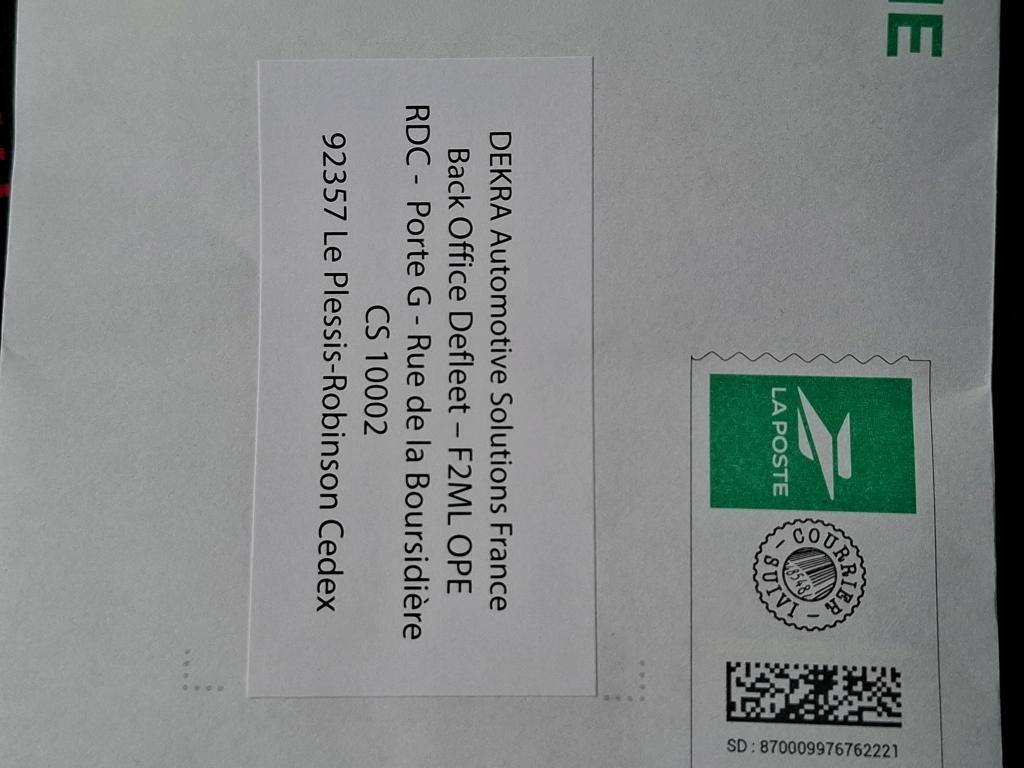 DEKRA Automotive Solutions France
Back Office Defleet – F2ML OPE
RDC - Porte G - Rue de la Boursidière
CS 10002
92357 Le Plessis-Robinson Cedex
LA POSTE
COURRIER SUIVI
SD : 870009976762221